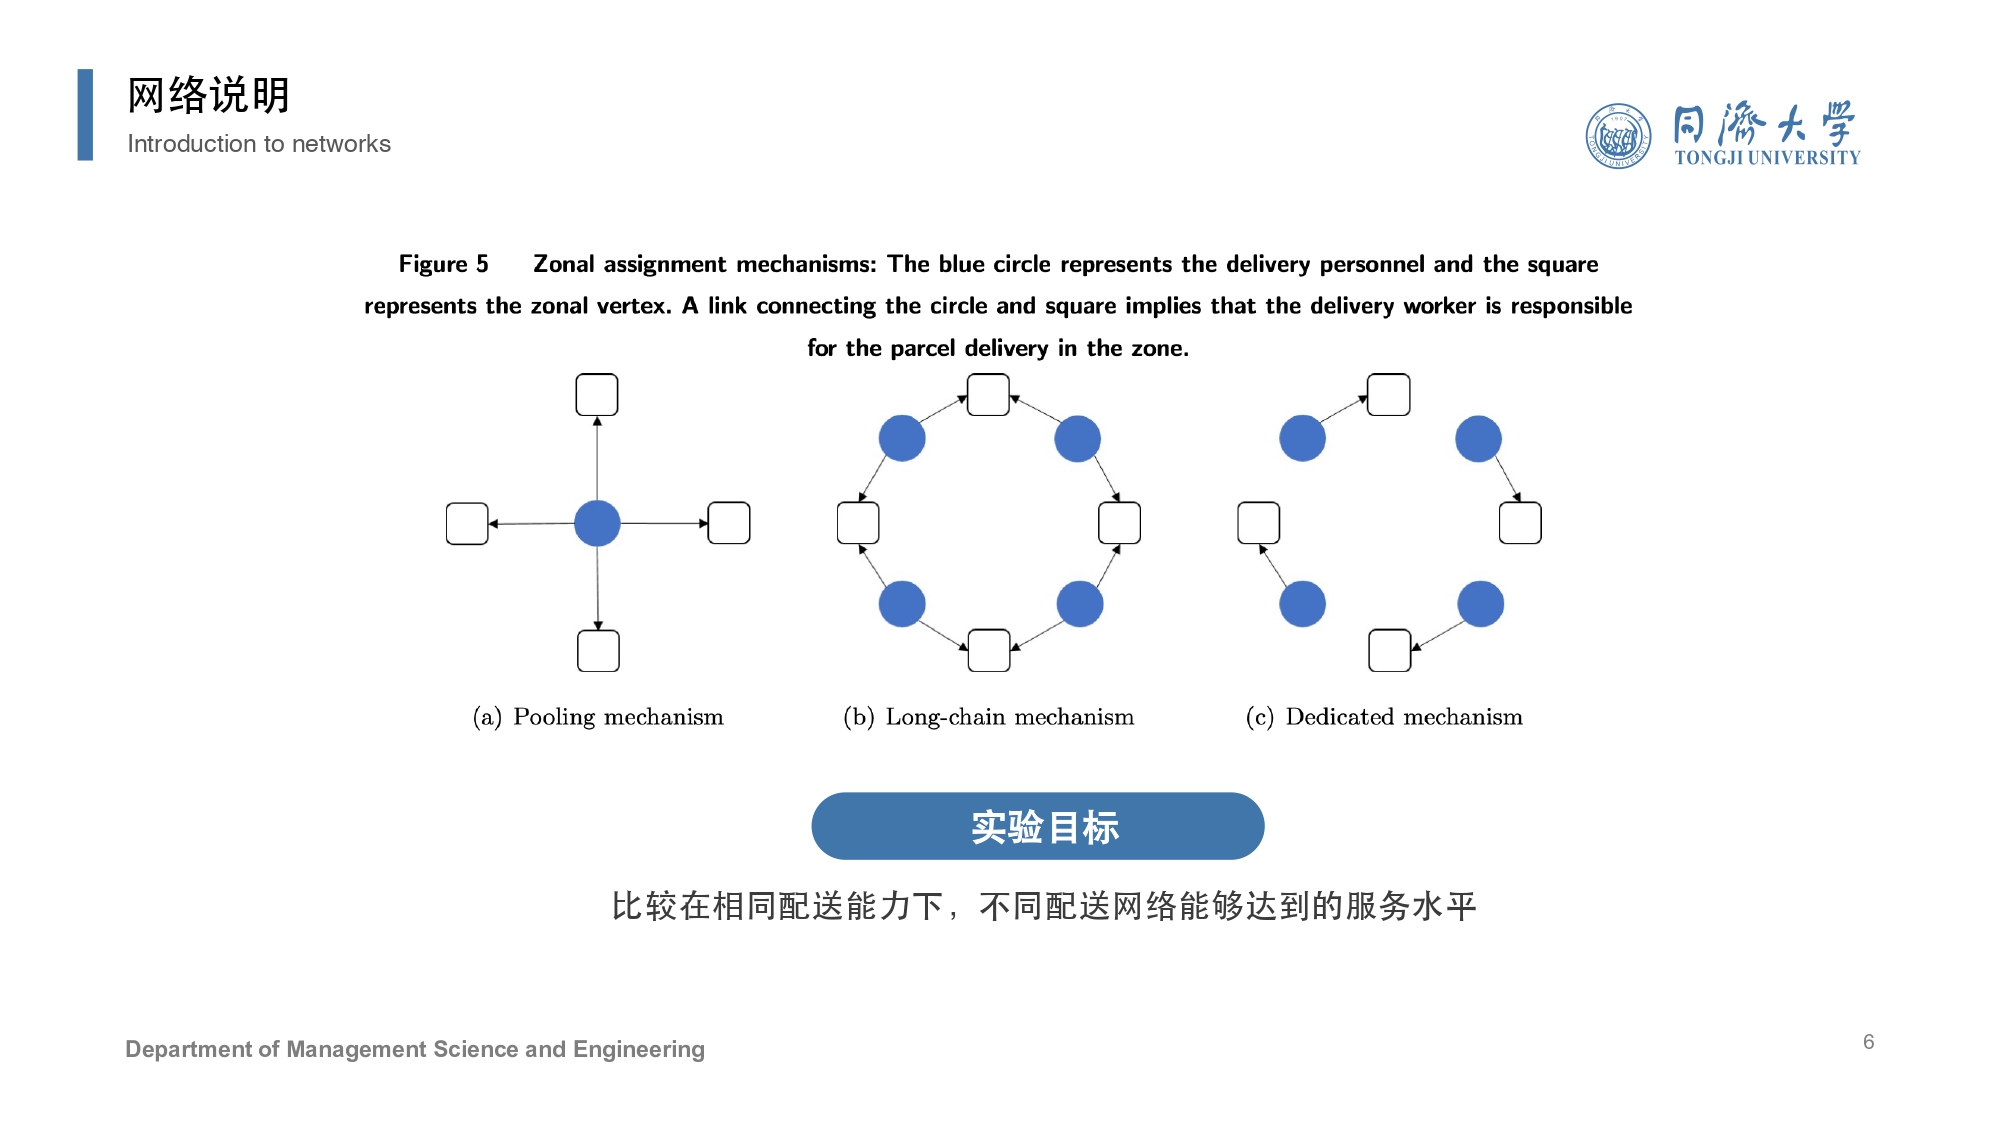 网络说明
Introduction to networks
同濟大学
TONGJI UNIVERSITY
Figure 5 Zonal assignment mechanisms: The blue circle represents the delivery personnel and the square
represents the zonal vertex. A link connecting the circle and square implies that the delivery worker is responsible
for the parcel delivery in the zone.
(a) Pooling mechanism
(b) Long-chain mechanism
(c) Dedicated mechanism
实验目标
比较在相同配送能力下，不同配送网络能够达到的服务水平
Department of Management Science and Engineering
6